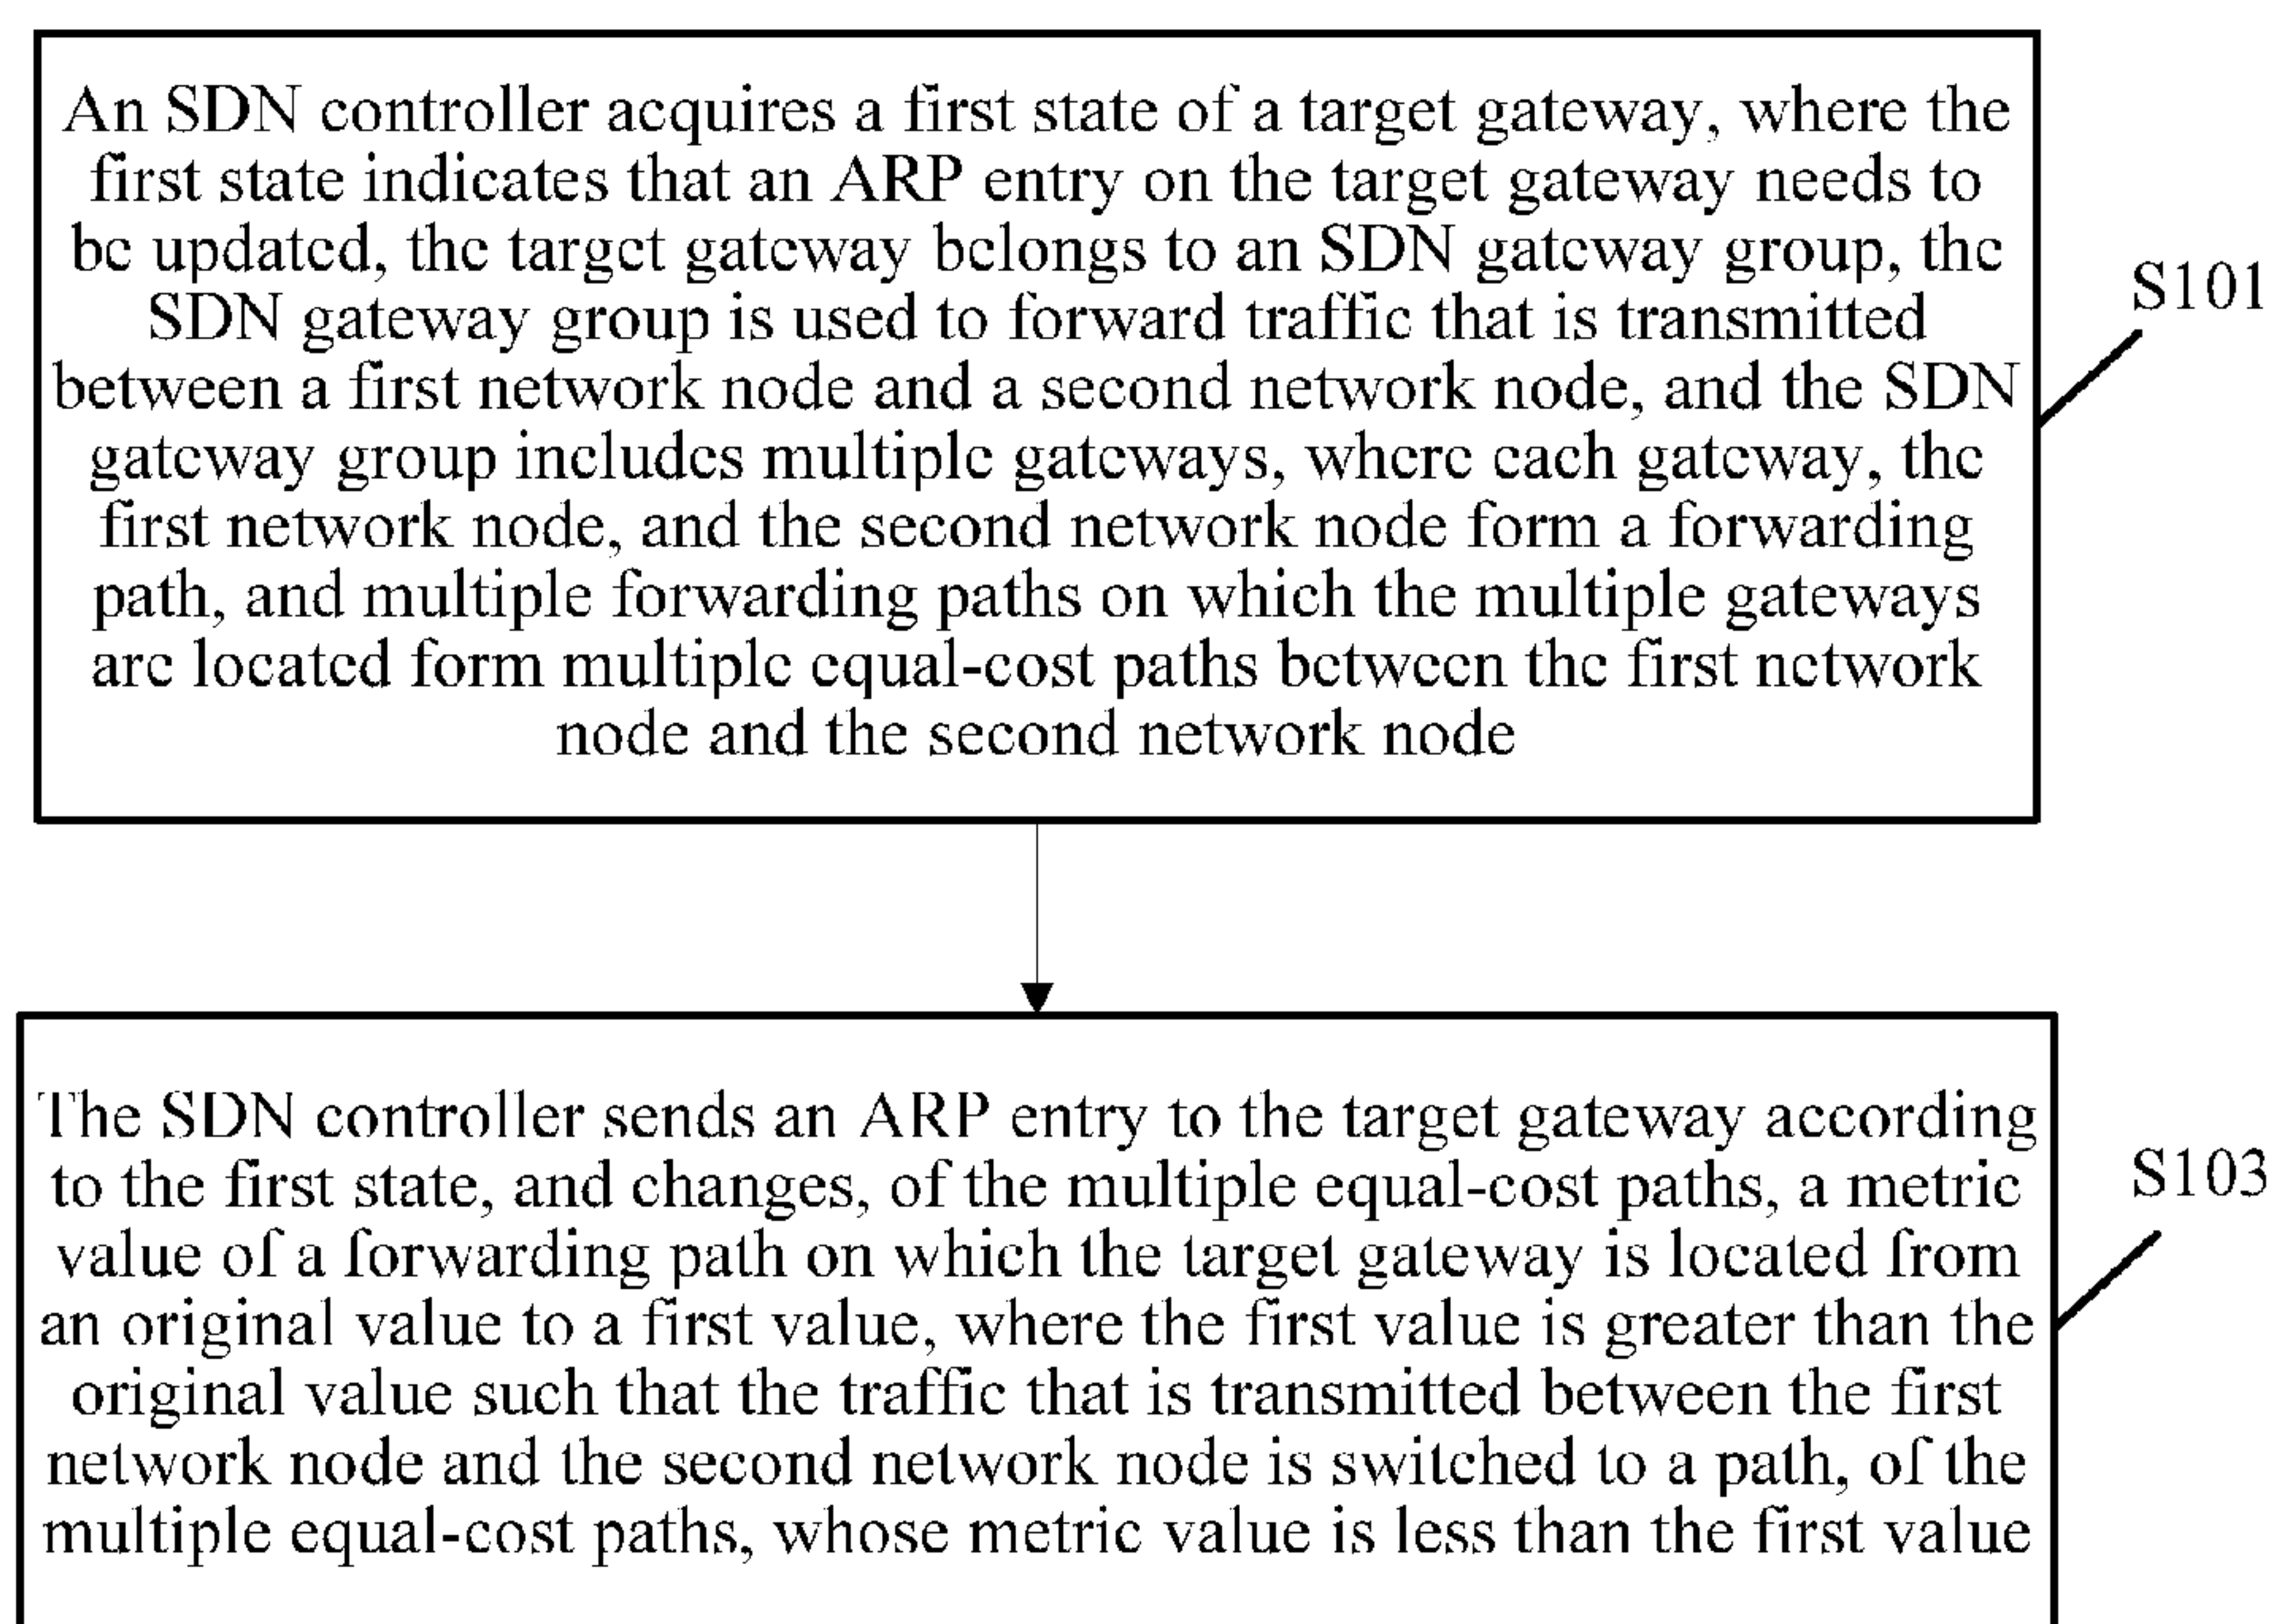 An SDN controller acquires a first state of a target gateway, where the
first state indicates that an ARP entry on the target gateway needs to
be updated, the target gateway belongs to an SDN gateway group, the
SDN gateway group is used to forward traffic that is transmitted
between a first network node and a second network node, and the SDN
gateway group includes multiple gateways, where each gateway, the
first network node, and the second network node form a forwarding
path, and multiple forwarding paths on which the multiple gateways
are located form multiple equal-cost paths between the first network
node and the second network node
S101
The SDN controller sends an ARP entry to the target gateway according
to the first state, and changes, of the multiple equal-cost paths, a metric
value of a forwarding path on which the target gateway is located from
an original value to a first value, where the first value is greater than the
original value such that the traffic that is transmitted between the first
network node and the second network node is switched to a path, of the
multiple equal-cost paths, whose metric value is less than the first value
S103